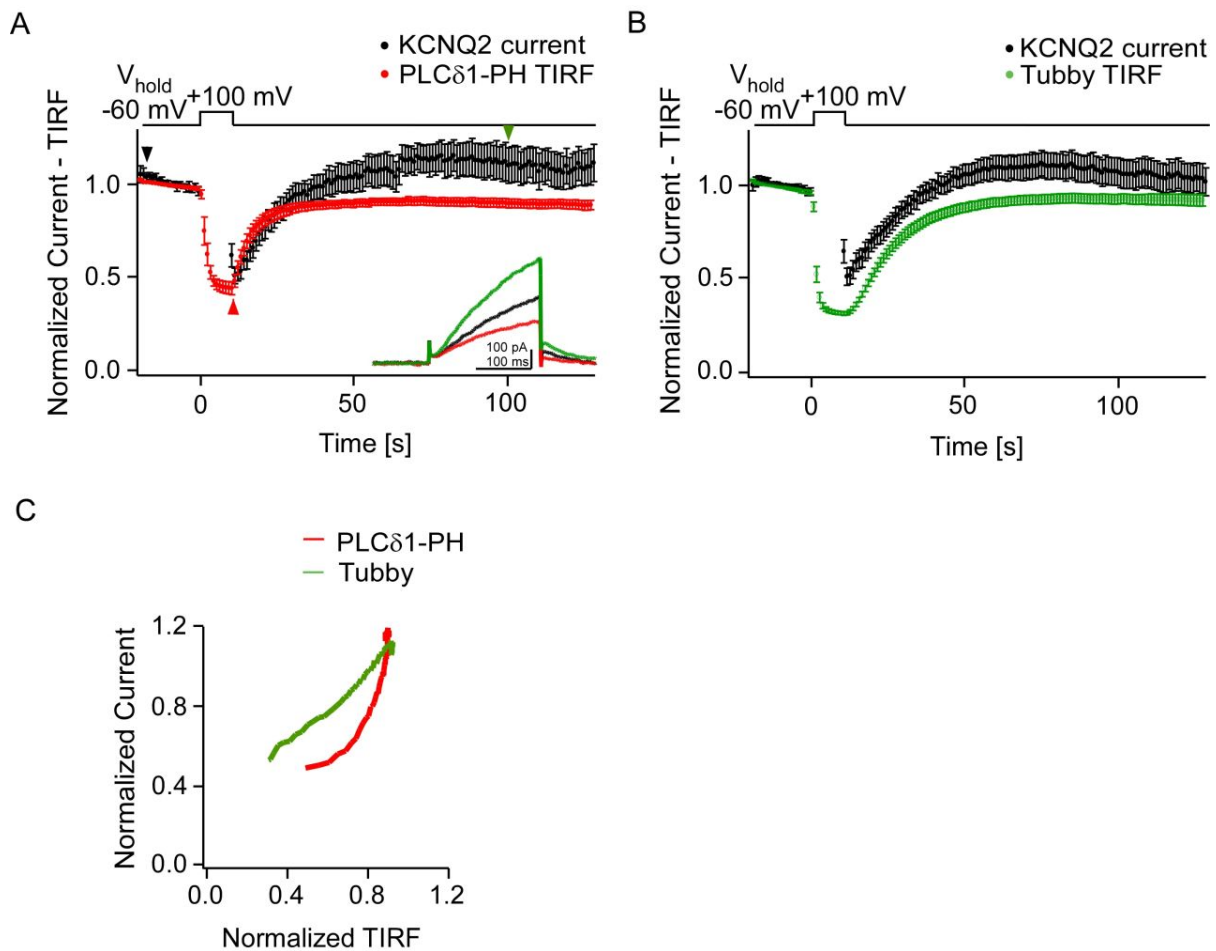 A
KCNQ2 current
PLCδ1-PH TIRF
Vhold
-60 mV
+100 mV
Normalized Current - TIRF
1.0
0.5
0.0
100 pA
100 ms
0
50
100
Time [s]
B
KCNQ2 current
Tubby TIRF
Vhold
-60 mV
+100 mV
Normalized Current - TIRF
1.0
0.5
0.0
0
50
100
Time [s]
C
PLCδ1-PH
Tubby
Normalized Current
1.2
0.8
0.4
0.0
0.0
0.4
0.8
1.2
Normalized TIRF